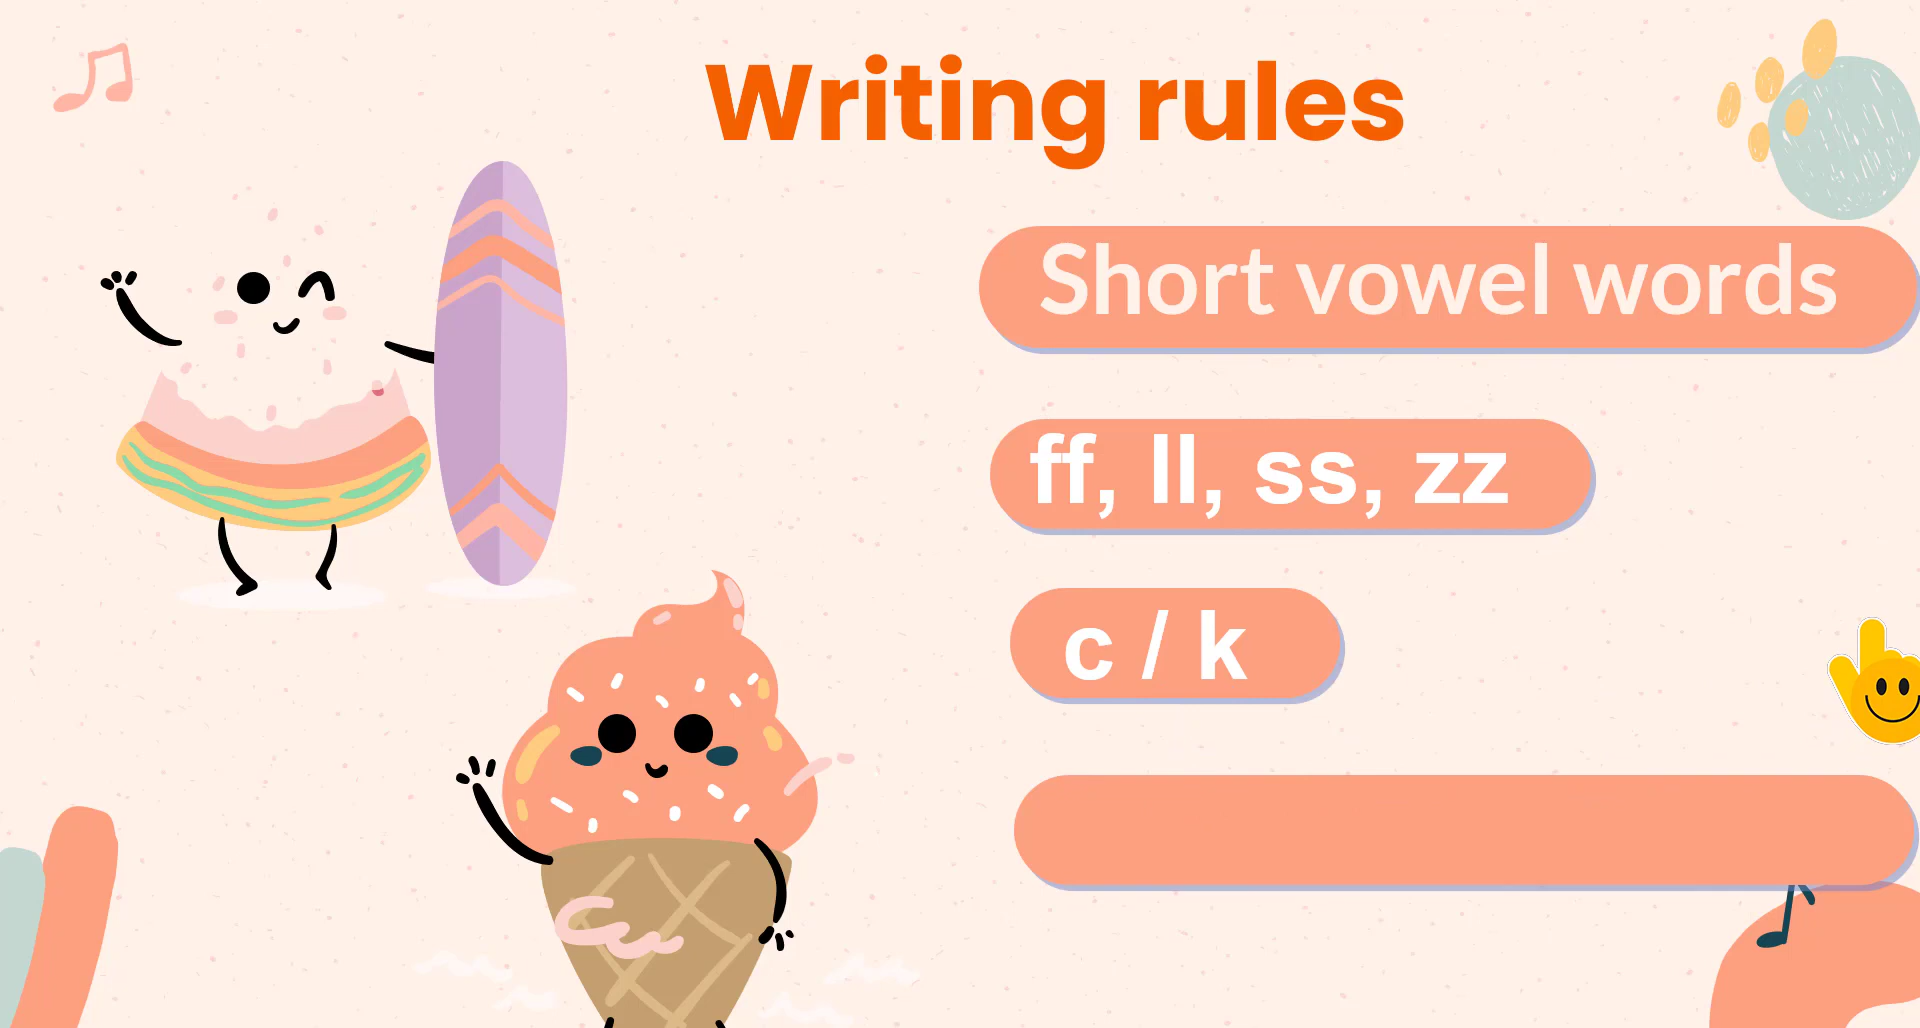 Writing rules
Short vowel words
ff, ll, ss, zz
c / k